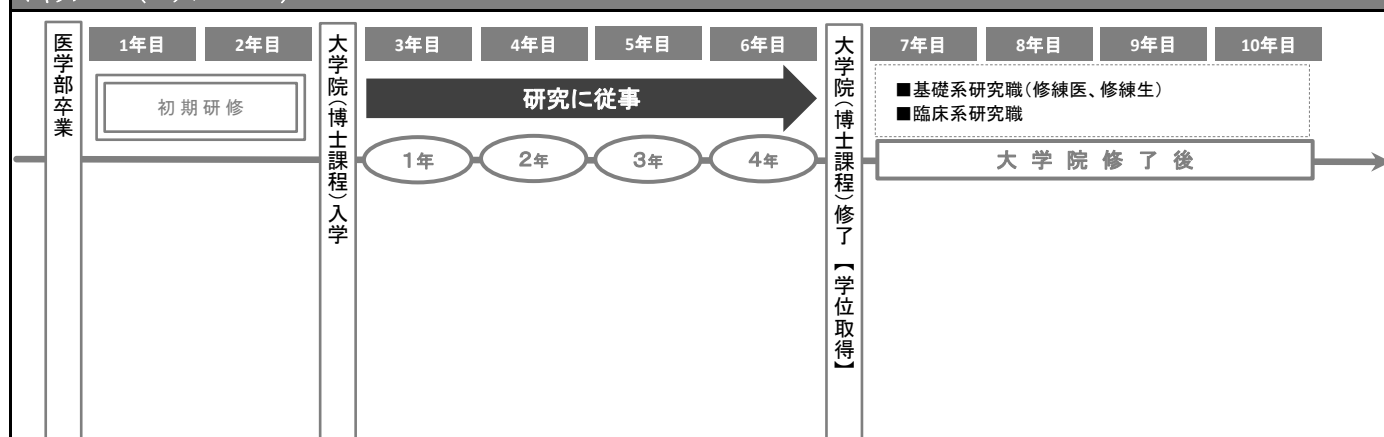 医学部卒業
1年目
2年目
初期研修
大学院(博士課程)入学
3年目
4年目
5年目
6年目
研究に従事
1年
2年
3年
4年
大学院(博士課程)修了 【学位取得】
7年目
8年目
9年目
10年目
■基礎系研究職(修練医、修練生)
■臨床系研究職
大学院修了後